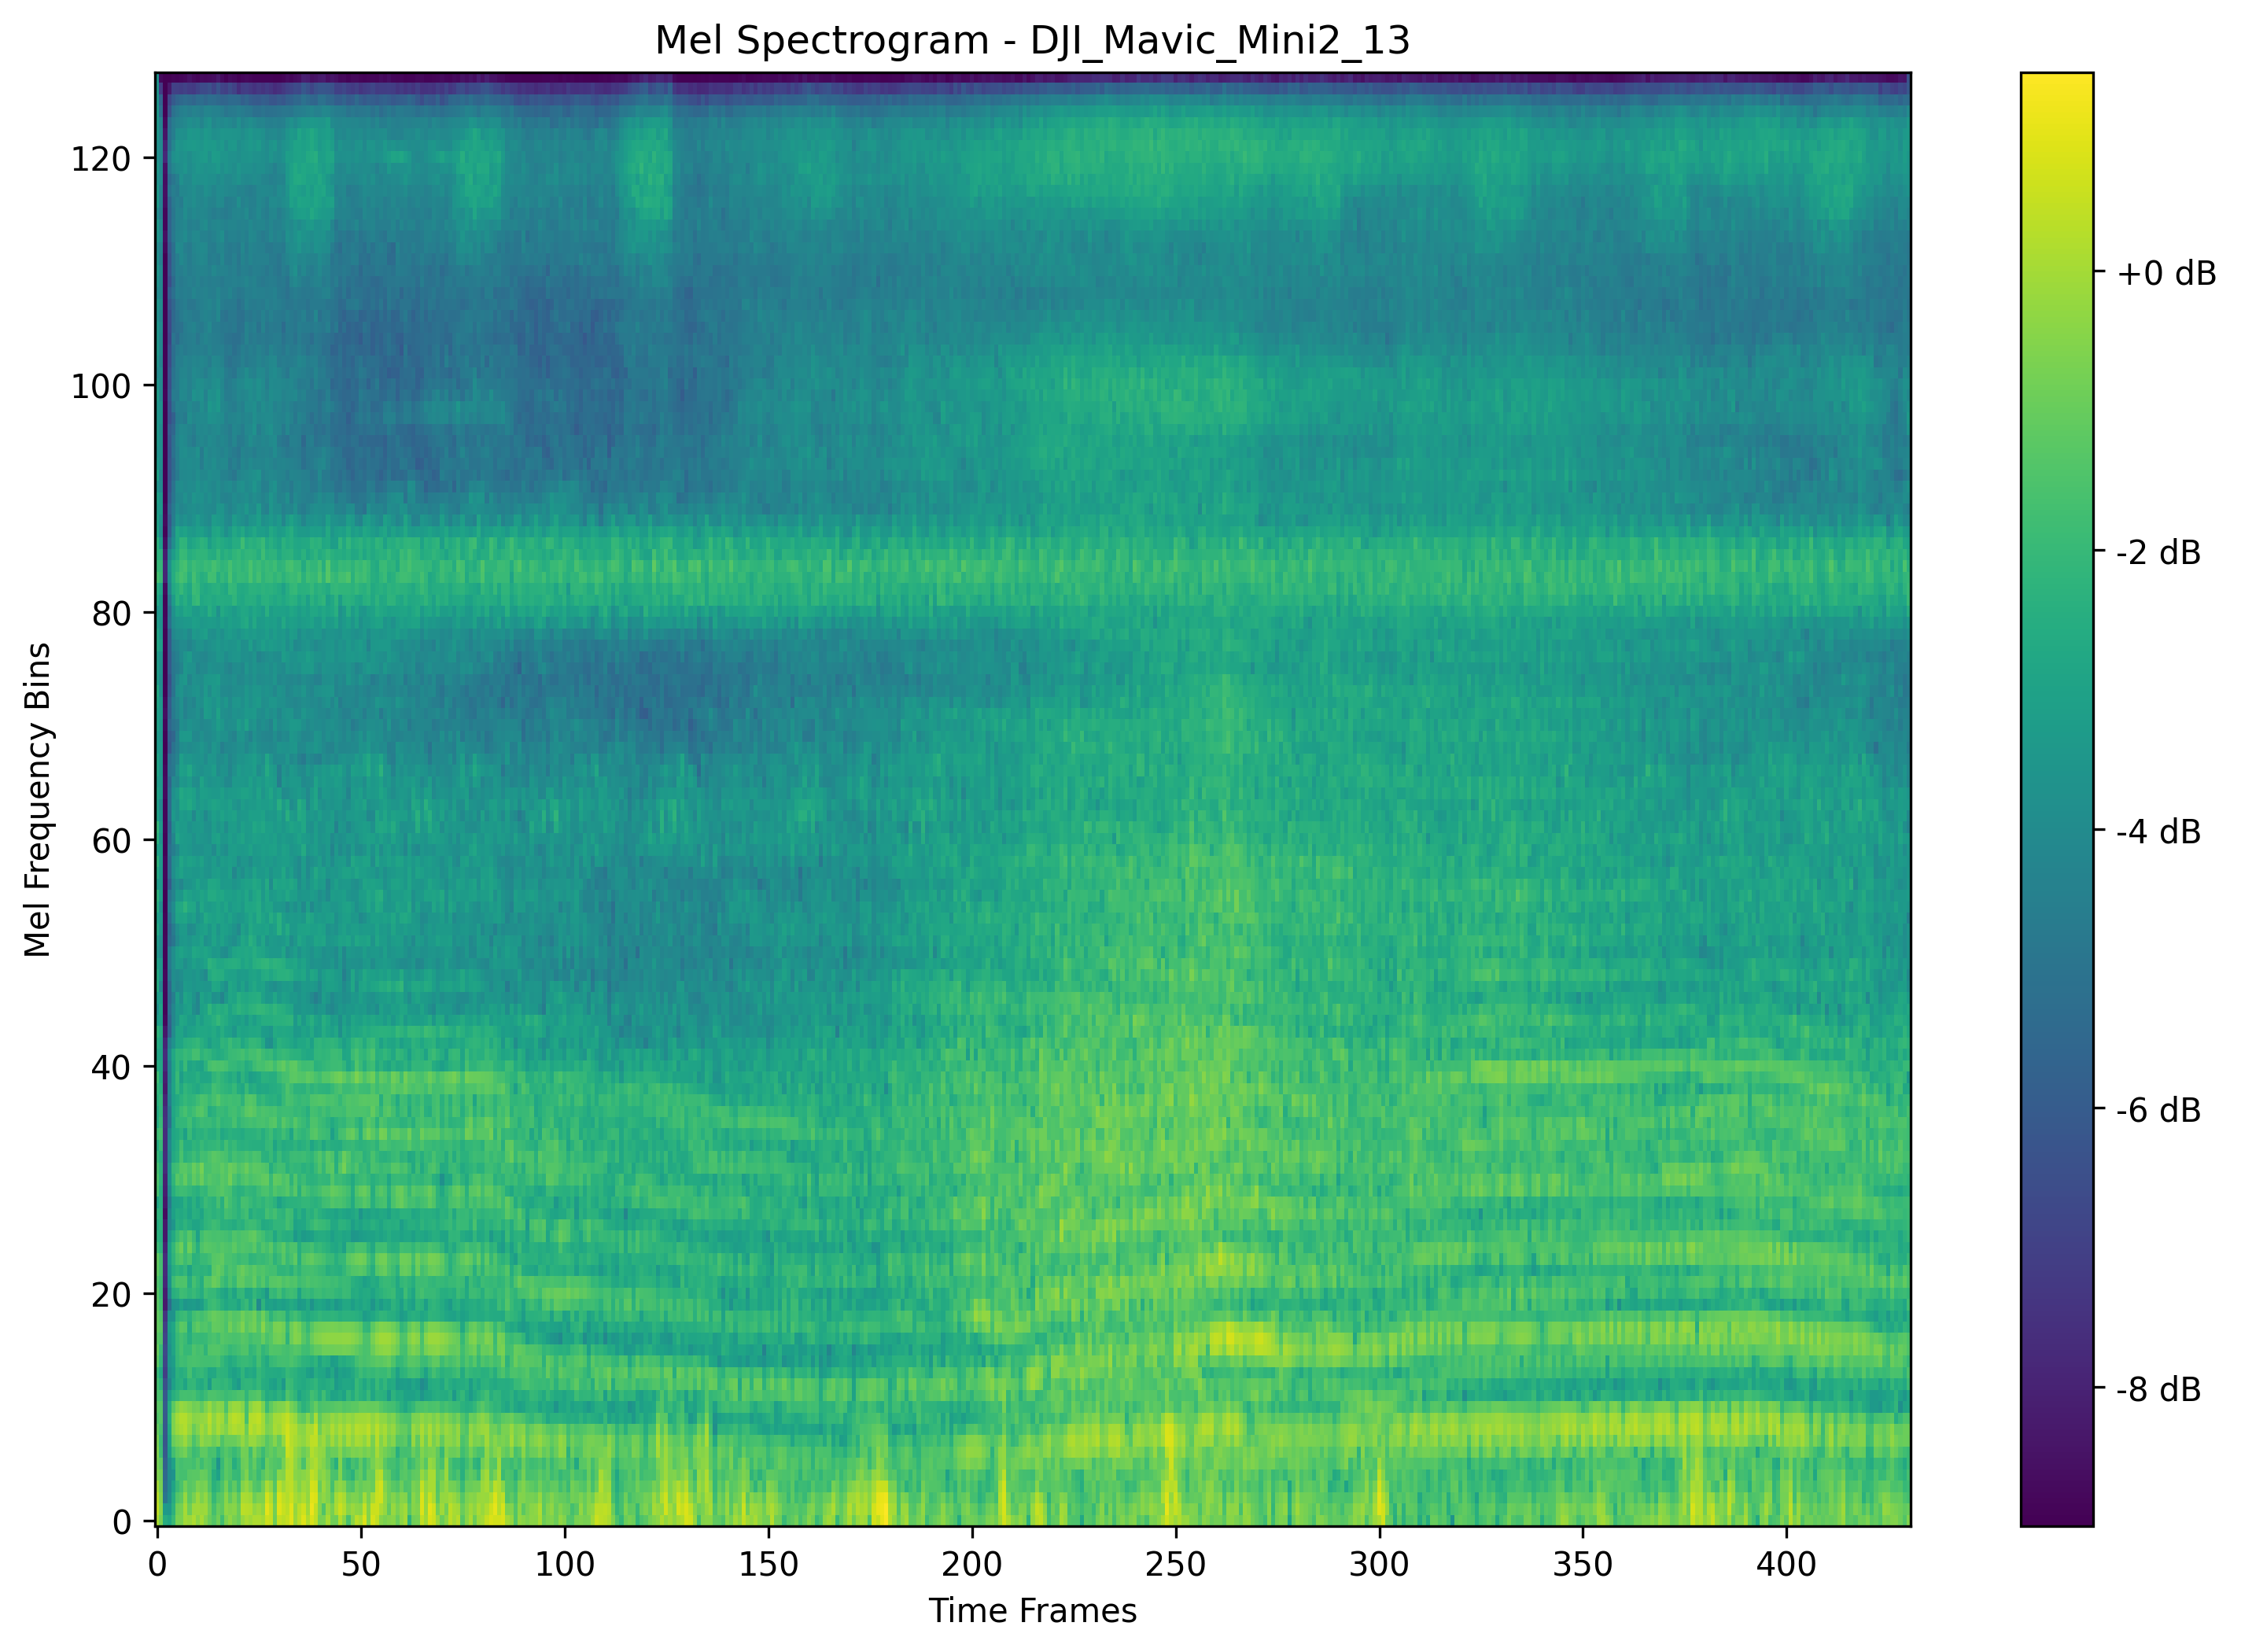 Mel Spectrogram - DJI_Mavic_Mini2_13
Mel Frequency Bins
120
100
80
60
40
20
0
0 50 100 150 200 250 300 350 400
Time Frames
+0 dB
-2 dB
-4 dB
-6 dB
-8 dB